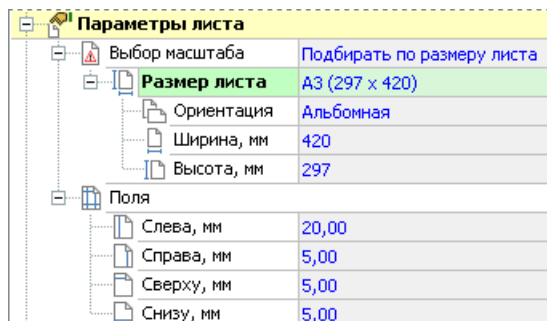 Параметры листа
Выбор масштаба Подбирать по размеру листа
Размер листа A3 (297 x 420)
Ориентация Альбомная
Ширина, мм 420
Высота, мм 297
Поля
Слева, мм 20,00
Справа, мм 5,00
Сверху, мм 5,00
Снизу, мм 5,00